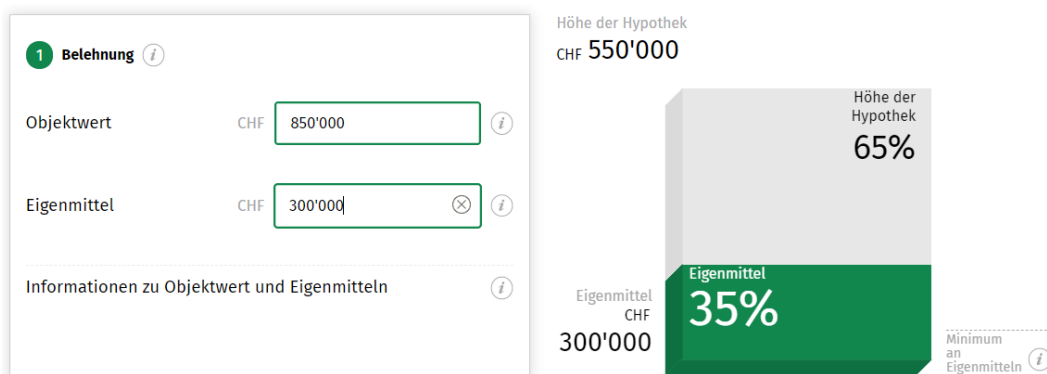 1 Belehnung i
Objektwert CHF 850'000 i
Eigenmittel CHF 300'000 i
Informationen zu Objektwert und Eigenmitteln i
Höhe der Hypothek
CHF 550'000
Höhe der
Hypothek
65%
Eigenmittel
35%
Eigenmittel
CHF
300'000
Minimum
an
Eigenmitteln i